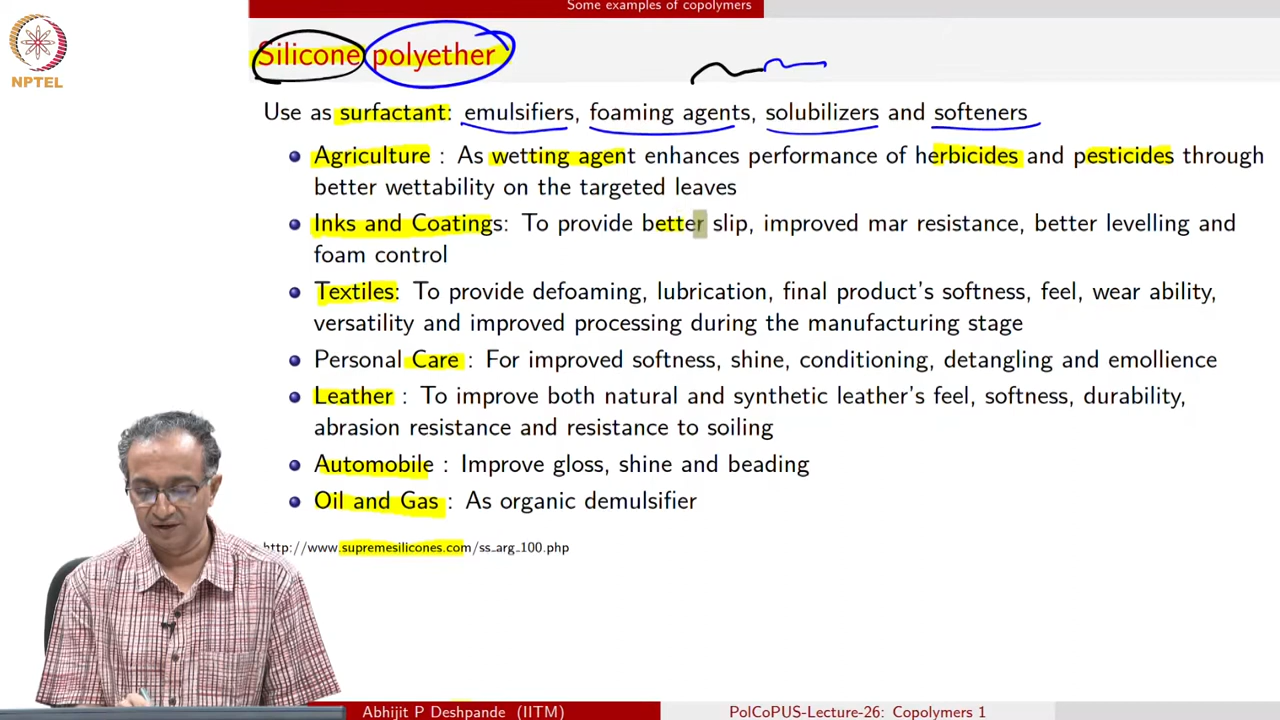 Some examples of copolymers
Silicone polyether
NPTEL
Use as surfactant: emulsifiers, foaming agents, solubilizers and softeners
Agriculture : As wetting agent enhances performance of herbicides and pesticides through
better wettability on the targeted leaves
Inks and Coatings: To provide better slip, improved mar resistance, better levelling and
foam control
Textiles: To provide defoaming, lubrication, final product's softness, feel, wear ability,
versatility and improved processing during the manufacturing stage
Personal Care : For improved softness, shine, conditioning, detangling and emollience
Leather : To improve both natural and synthetic leather's feel, softness, durability,
abrasion resistance and resistance to soiling
Automobile : Improve gloss, shine and beading
Oil and Gas : As organic demulsifier
http://www.supremesilicones.com/ss_arg_100.php
Abhijit P Deshpande (IITM)
PolCoPUS-Lecture-26: Copolymers 1